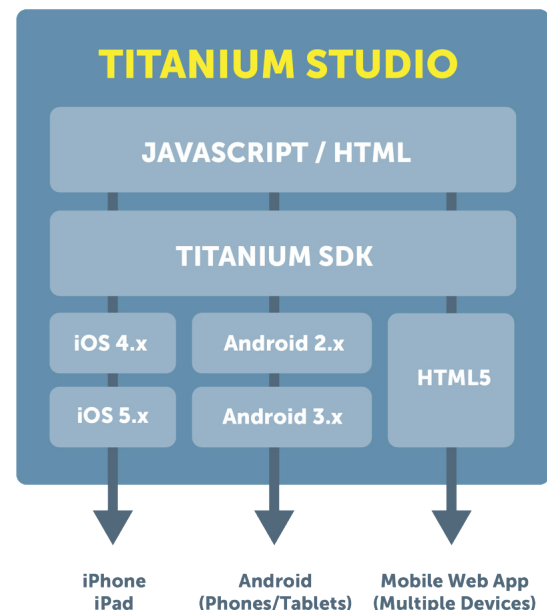 TITANIUM STUDIO
JAVASCRIPT / HTML
TITANIUM SDK
iOS 4.x
Android 2.x
HTML5
iOS 5.x
Android 3.x
iPhone
iPad
Android
(Phones/Tablets)
Mobile Web App
(Multiple Devices)